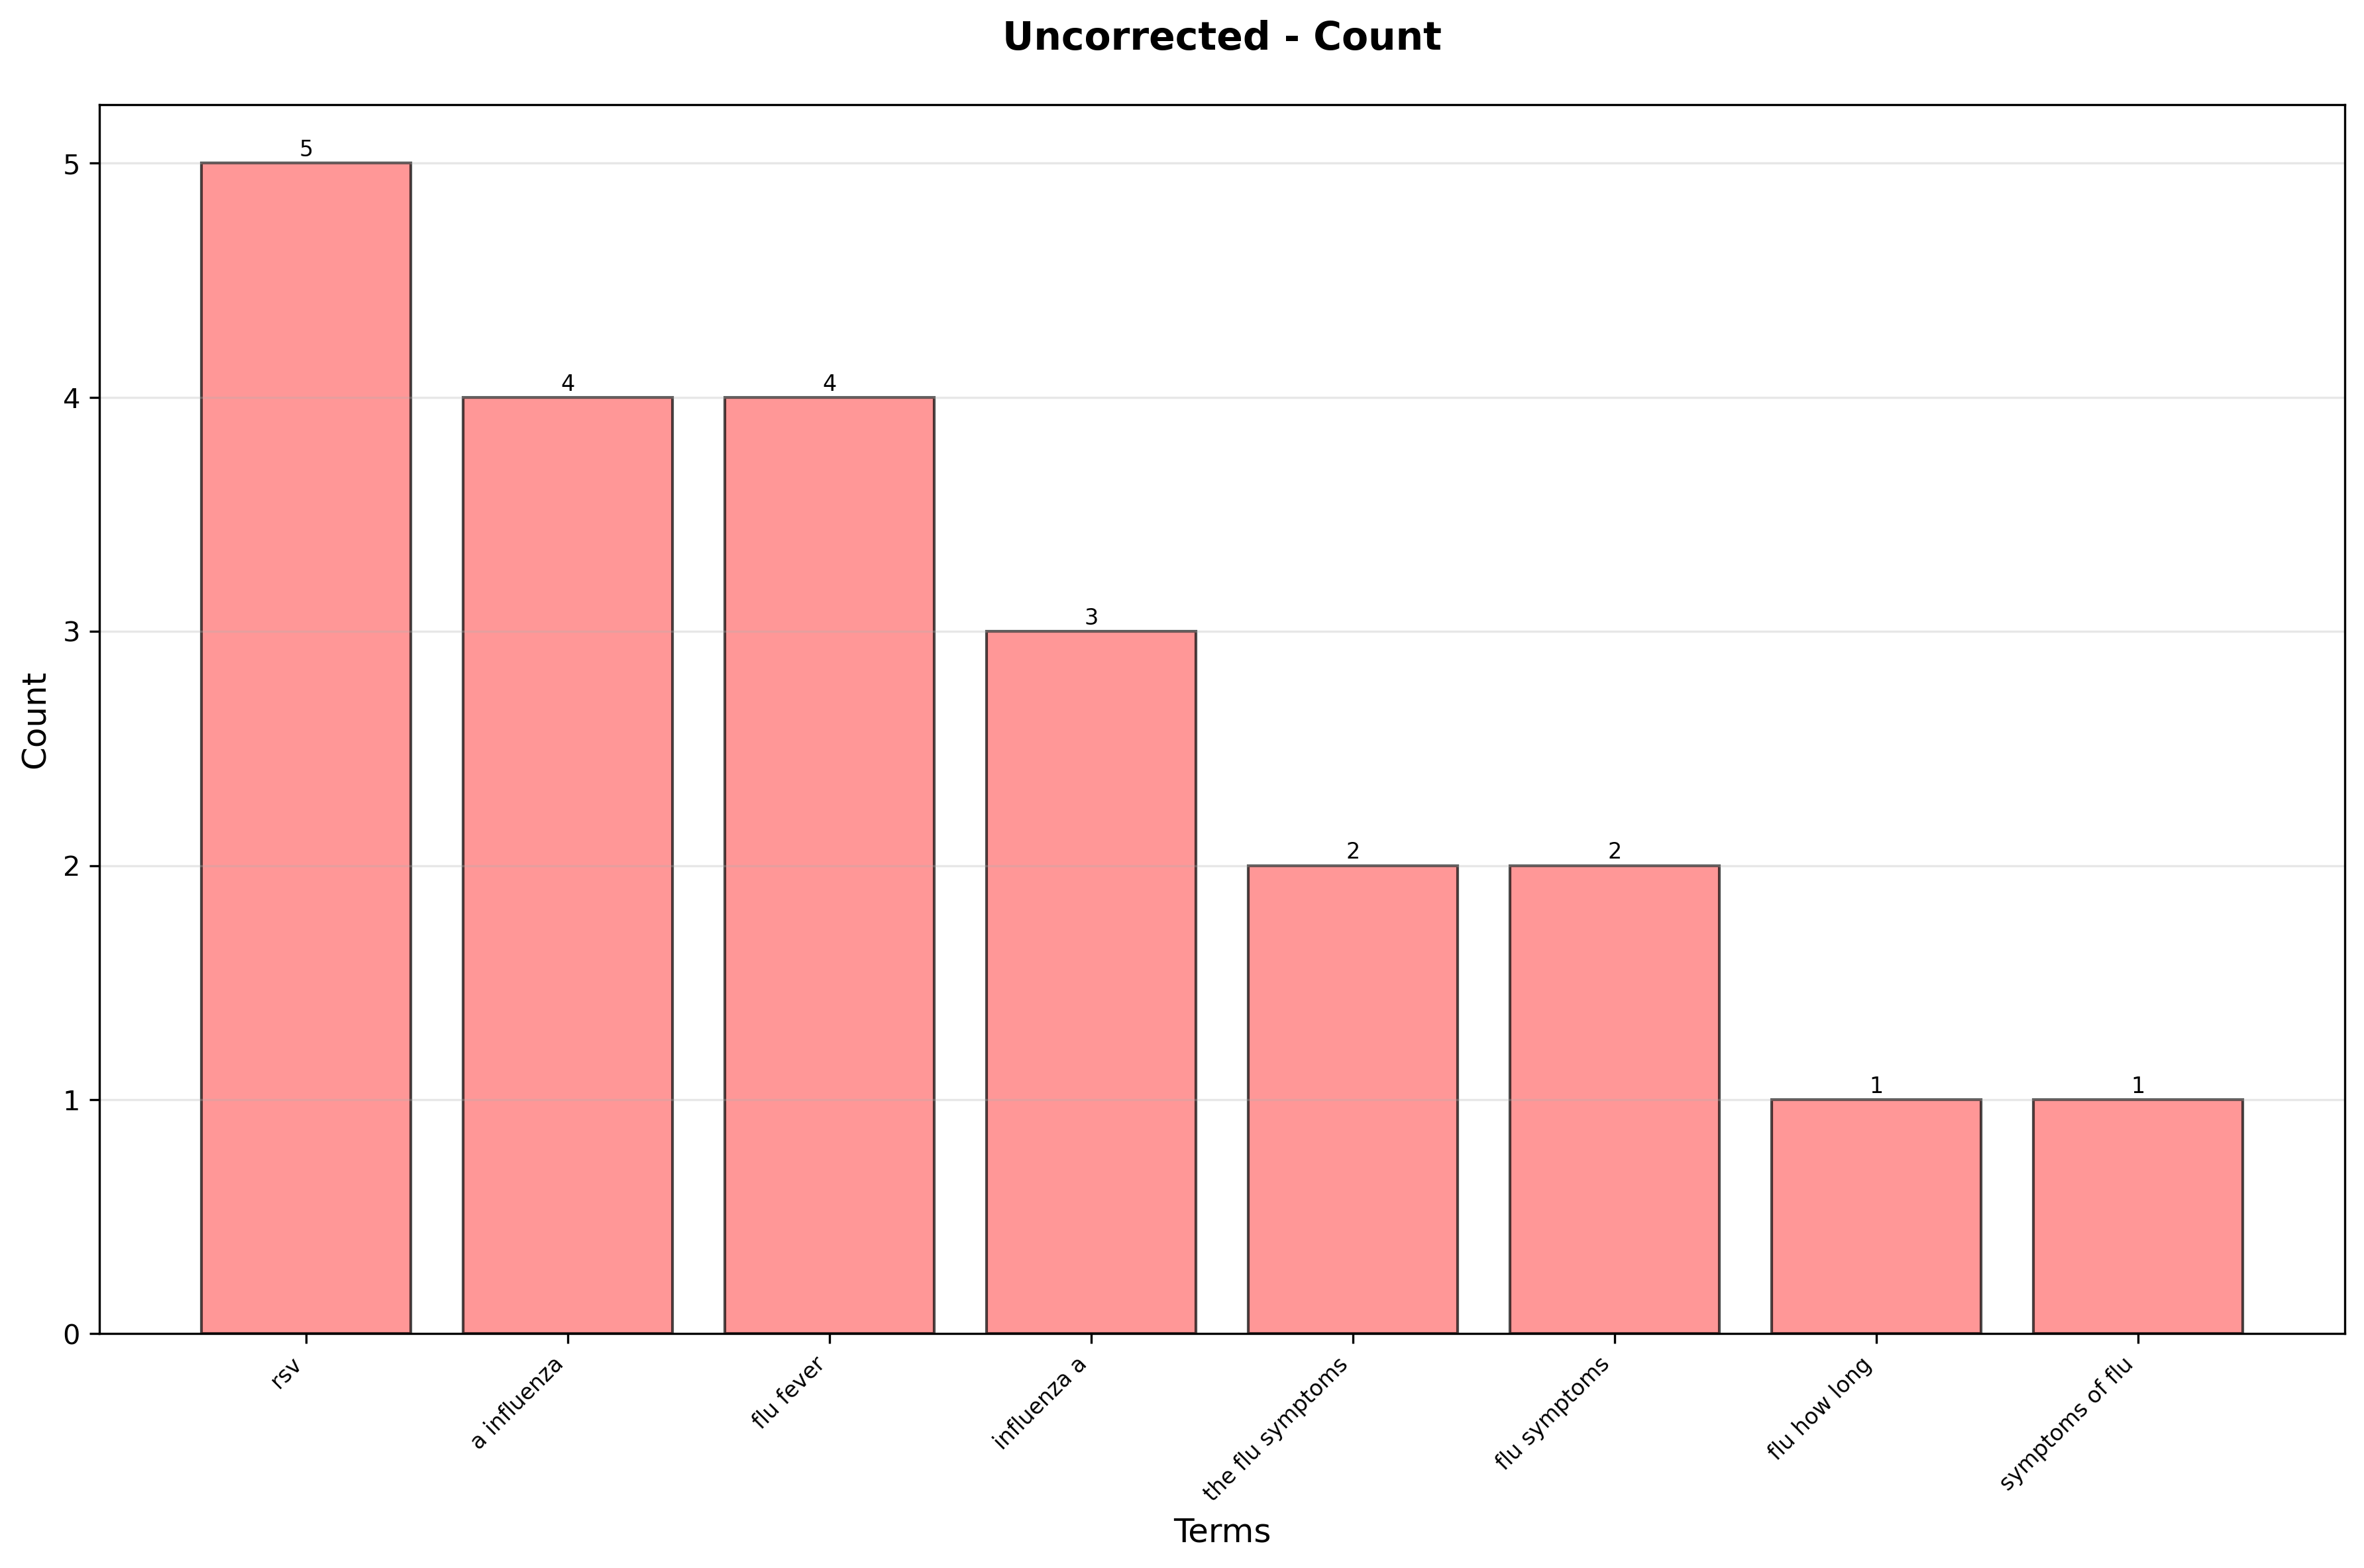 Uncorrected - Count
Count
5
4
3
2
1
0
5
4
4
3
2
2
1
1
rsv
a influenza
flu fever
influenza a
the flu symptoms
flu symptoms
flu how long
symptoms of flu
Terms